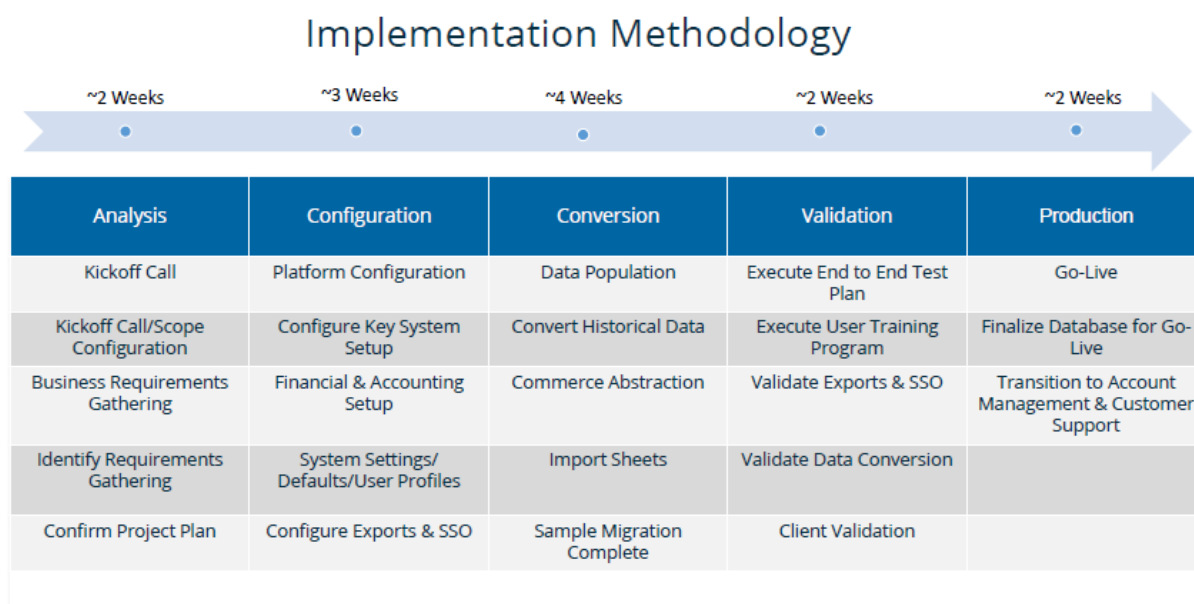 Implementation Methodology
~2 Weeks
~3 Weeks
~4 Weeks
~2 Weeks
~2 Weeks
Analysis
Configuration
Conversion
Validation
Production
Kickoff Call
Platform Configuration
Data Population
Execute End to End Test
Plan
Go-Live
Kickoff Call/Scope
Configuration
Configure Key System
Setup
Convert Historical Data
Execute User Training
Program
Finalize Database for Go-
Live
Business Requirements
Gathering
Financial & Accounting
Setup
Commerce Abstraction
Validate Exports & SSO
Transition to Account
Management & Customer
Support
Identify Requirements
Gathering
System Settings/
Defaults/User Profiles
Import Sheets
Validate Data Conversion
Confirm Project Plan
Configure Exports & SSO
Sample Migration
Complete
Client Validation